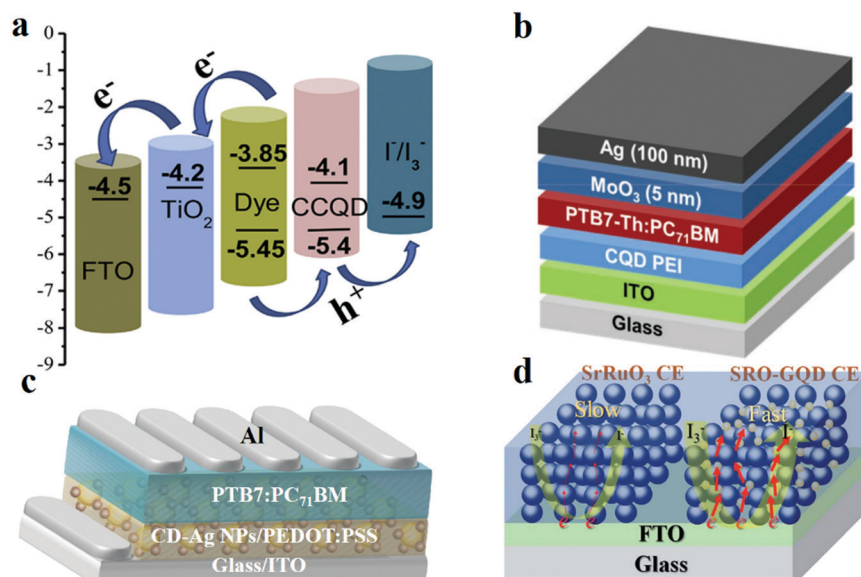 a
0
-1
-2
-3
-4
-5
-6
-7
-8
-9
e⁻
e⁻
-4.5
FTO
-4.2
TiO₂
-3.85
Dye
-5.45
-4.1
CCQD
-5.4
I⁻/I₃⁻
-4.9
h⁺
b
Ag (100 nm)
MoO₃ (5 nm)
PTB7-Th:PC₇₁BM
CQD PEI
ITO
Glass
c
Al
PTB7:PC₇₁BM
CD-Ag NPs/PEDOT:PSS
Glass/ITO
d
SrRuO₃ CE
SRO-GQD CE
Slow
Fast
I₃⁻
I⁻
I₃⁻
I⁻
e⁻
e⁻
e⁻
e⁻
e⁻
FTO
Glass